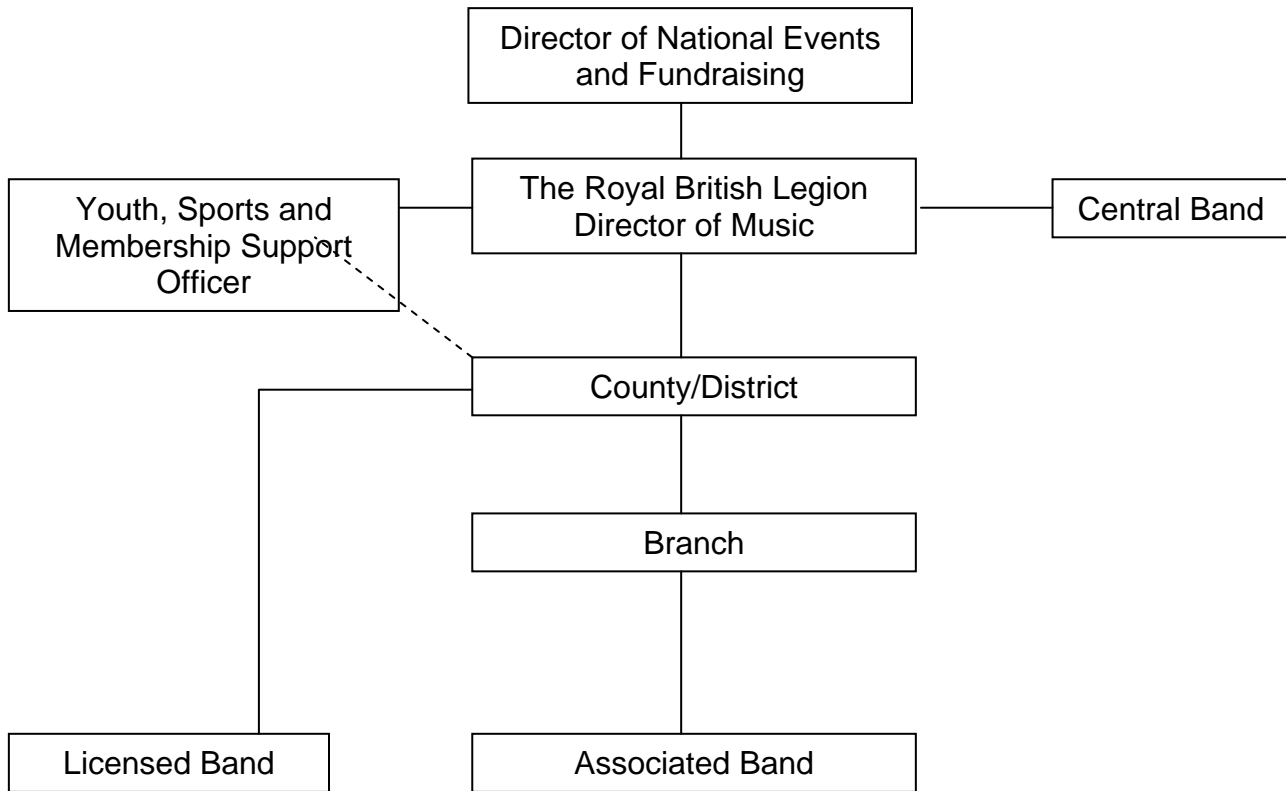 Director of National Events
and Fundraising
The Royal British Legion
Director of Music
Youth, Sports and
Membership Support
Officer
Central Band
County/District
Branch
Licensed Band
Associated Band